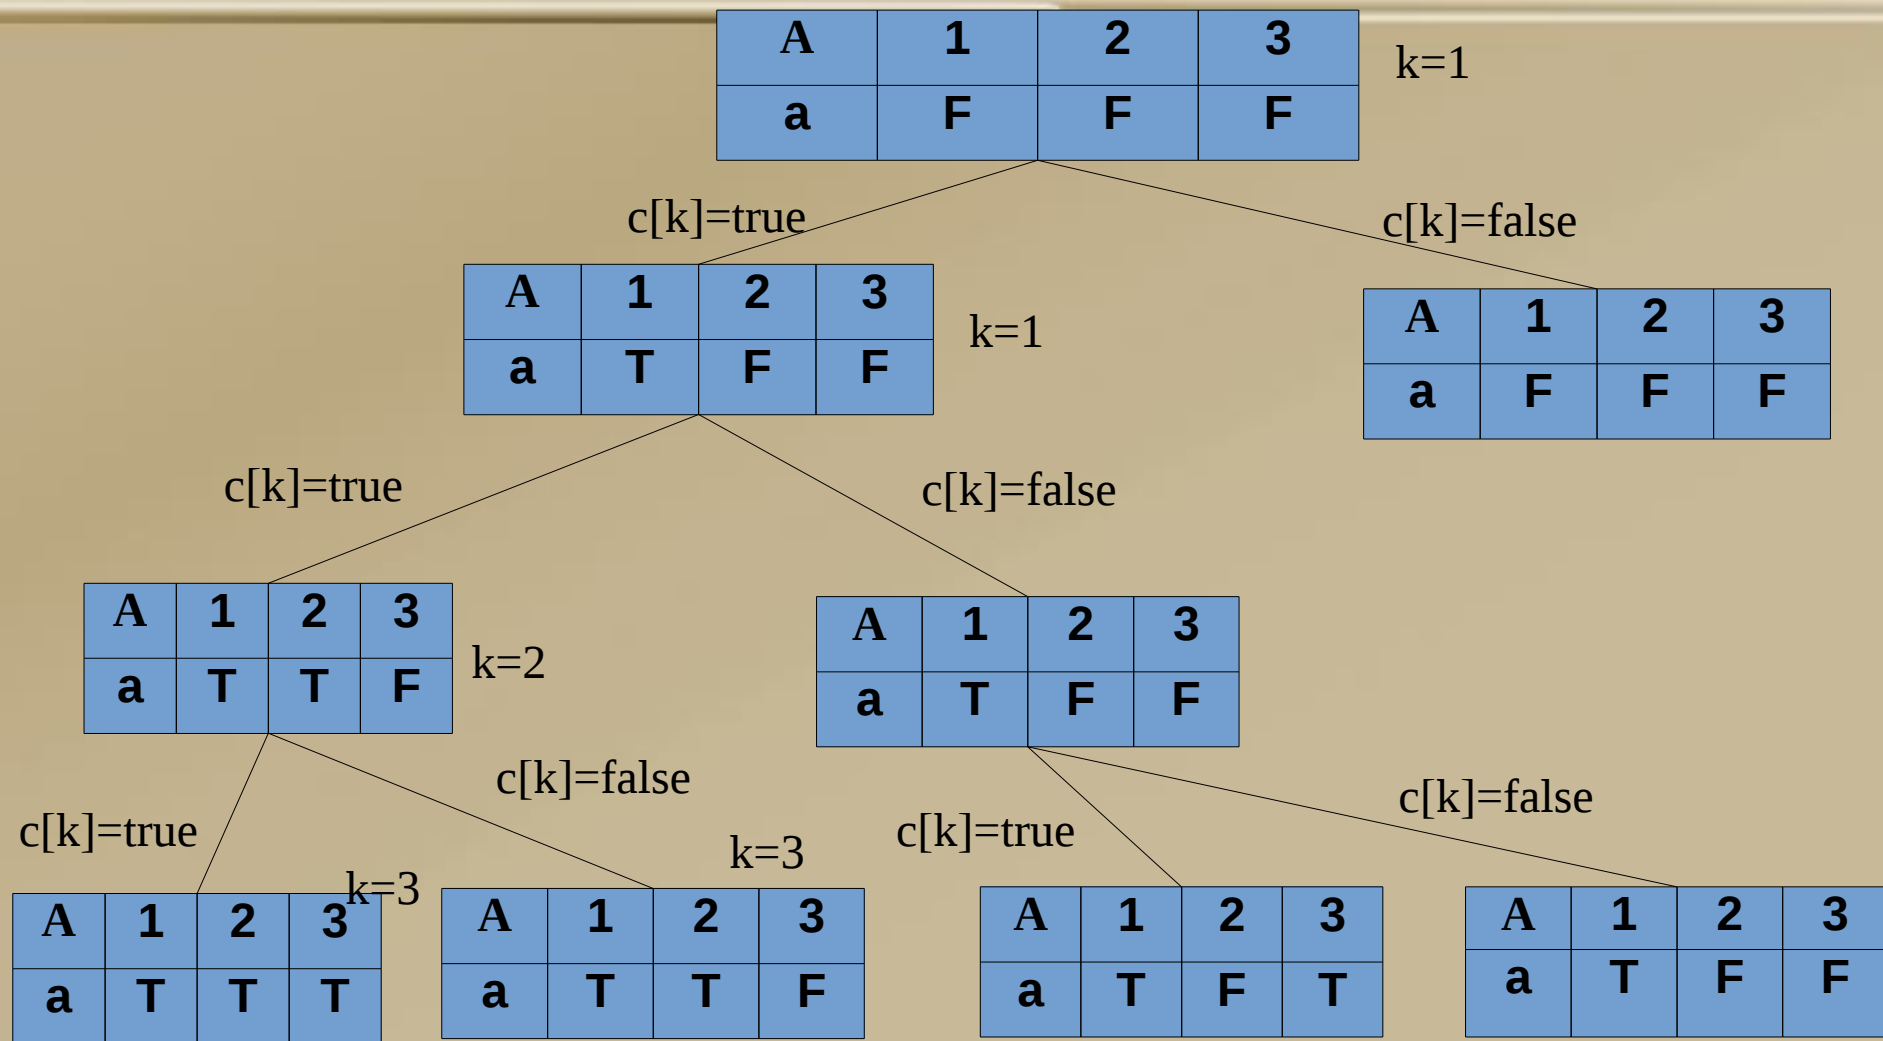 A 1 2 3
k=1
a F F F
c[k]=true
c[k]=false
A 1 2 3
k=1
a T F F
A 1 2 3
a F F F
c[k]=true
c[k]=false
A 1 2 3
k=2
a T T F
A 1 2 3
a T F F
c[k]=true
c[k]=false
c[k]=true
c[k]=false
k=3
k=3
A 1 2 3
a T T T
A 1 2 3
a T T F
A 1 2 3
a T F T
A 1 2 3
a T F F